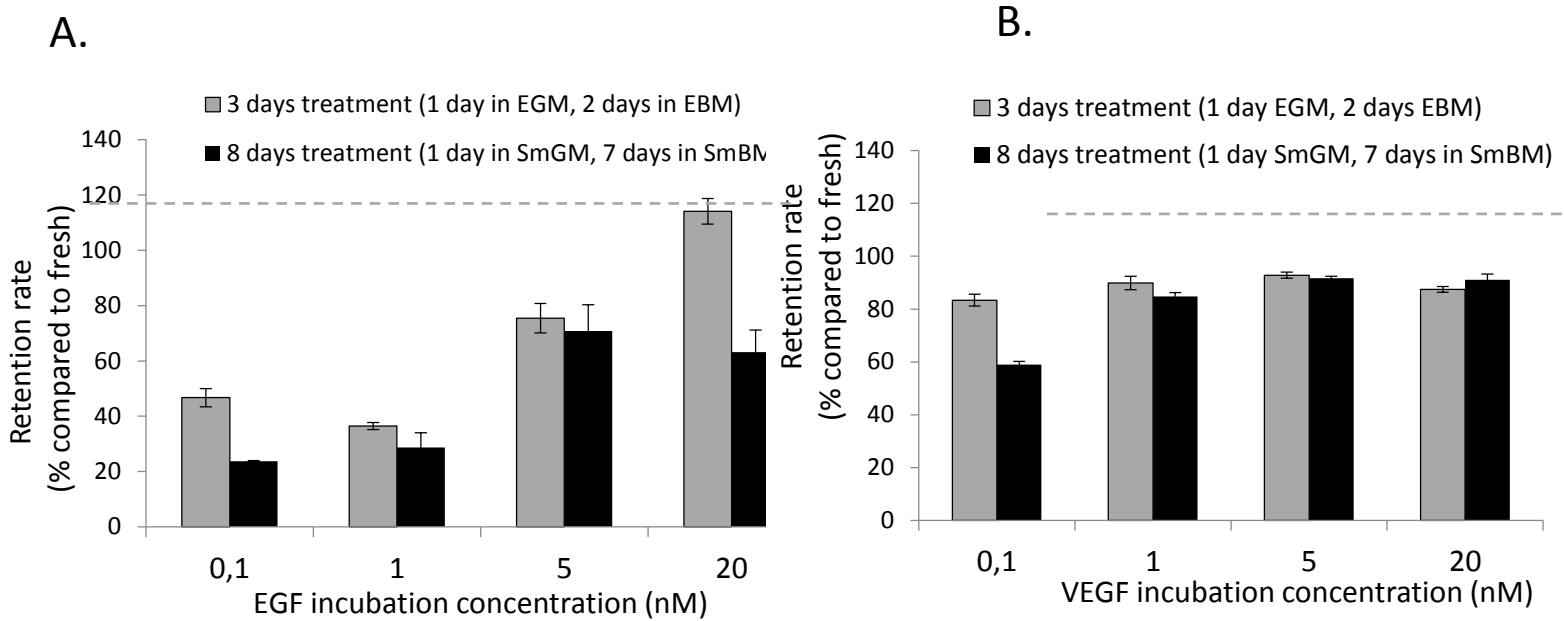 A.
3 days treatment (1 day in EGM, 2 days in EBM)
8 days treatment (1 day in SmGM, 7 days in SmBM
140
120
100
80
60
40
20
0
Retention rate
(% compared to fresh)
0,1 1 5 20
EGF incubation concentration (nM)
B.
3 days treatment (1 day EGM, 2 days EBM)
8 days treatment (1 day SmGM, 7 days in SmBM)
140
120
100
80
60
40
20
0
Retention rate
(% compared to fresh)
0,1 1 5 20
VEGF incubation concentration (nM)